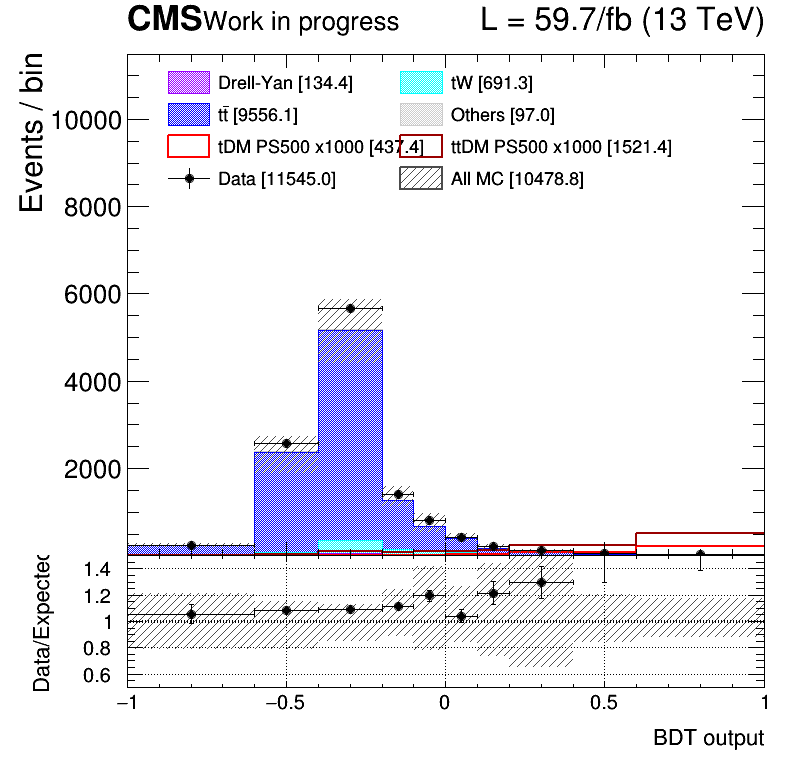 CMS Work in progress L = 59.7/fb (13 TeV)
Events / bin
Drell-Yan [134.4] tW [691.3]
tt̄ [9556.1] Others [97.0]
tDM PS500 x1000 [437.4] ttDM PS500 x1000 [1521.4]
Data [11545.0] All MC [10478.8]
10000
8000
6000
4000
2000
Data/Expected
1.4
1.2
1
0.8
0.6
−1 −0.5 0 0.5 1
BDT output